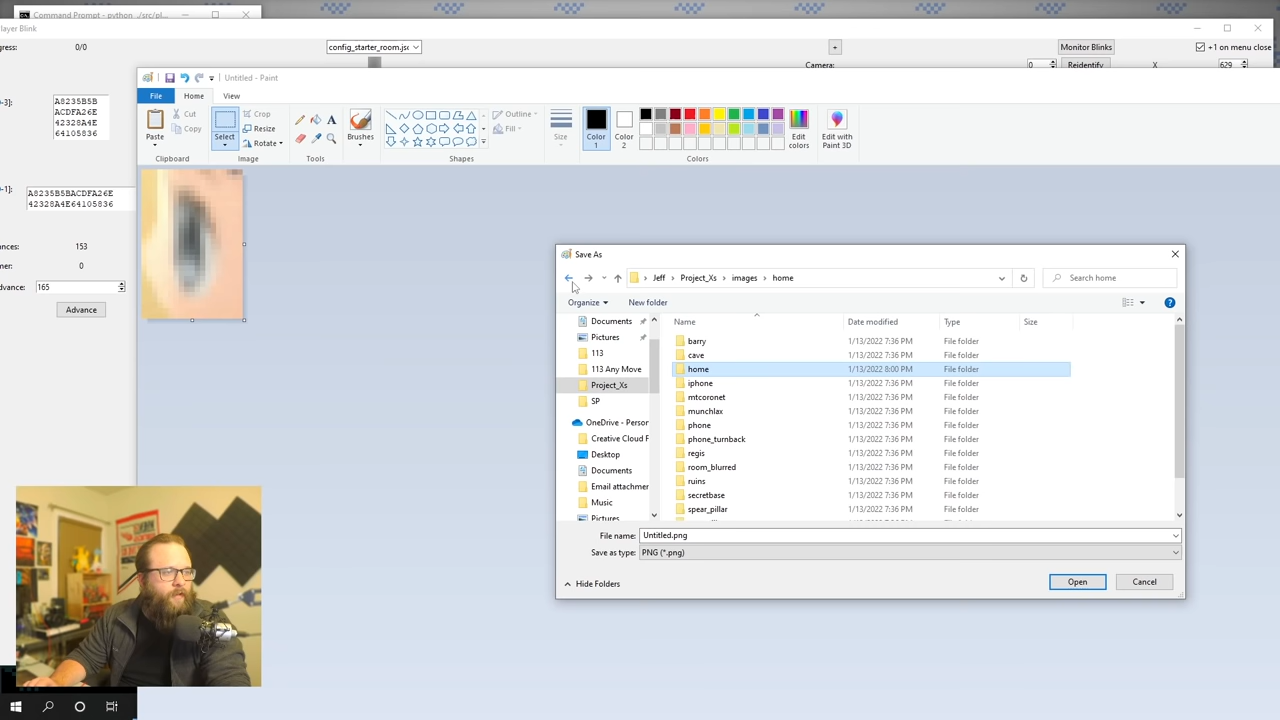 Command Prompt - python ./src/pl...
layer Blink
gress:
0/0
config_starter_room.jsc
+
Monitor Blinks
+1 on menu close
Camera:
0
Reidentify
X
629
0-3]:
A8235B5B
ACDFA26E
42328A4E
64105836
0-1]:
A8235B5BACDFA26E
42328A4E64105836
nces:
153
mer:
0
dvance:
165
Advance
Untitled - Paint
File
Home
View
Paste
Cut
Copy
Clipboard
Select
Crop
Resize
Rotate
Image
Tools
Brushes
Outline
Fill
Shapes
Size
Color
1
Color
2
Edit
colors
Edit with
Paint 3D
Colors
Save As
Jeff
Project_Xs
images
home
Search home
Organize
New folder
Documents
Pictures
113
113 Any Move
Project_Xs
SP
OneDrive - Person
Creative Cloud F
Desktop
Documents
Email attachmer
Music
Pictures
Name
Date modified
Type
Size
barry 1/13/2022 7:36 PM File folder
cave 1/13/2022 7:36 PM File folder
home 1/13/2022 8:00 PM File folder
iphone 1/13/2022 7:36 PM File folder
mtcoronet 1/13/2022 7:36 PM File folder
munchlax 1/13/2022 7:36 PM File folder
phone 1/13/2022 7:36 PM File folder
phone_turnback 1/13/2022 7:36 PM File folder
regis 1/13/2022 7:36 PM File folder
room_blurred 1/13/2022 7:36 PM File folder
ruins 1/13/2022 7:36 PM File folder
secretbase 1/13/2022 7:36 PM File folder
spear_pillar 1/13/2022 7:36 PM File folder
File name:
Untitled.png
Save as type:
PNG (*.png)
Hide Folders
Open
Cancel